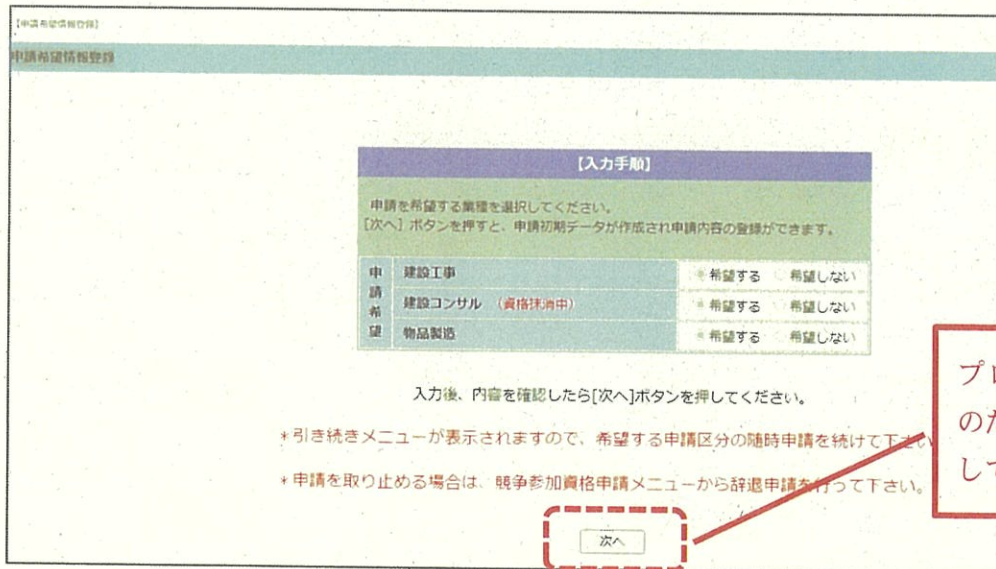 【申請希望情報登録】
申請希望情報登録
【入力手順】
申請を希望する業種を選択してください。
[次へ] ボタンを押すと、申請初期データが作成され申請内容の登録ができます。
申請希望
建設工事 希望する 希望しない
建設コンサル (資格抹消中) 希望する 希望しない
物品製造 希望する 希望しない
入力後、内容を確認したら[次へ]ボタンを押してください。
*引き続きメニューが表示されますので、希望する申請区分の随時申請を続けて下さい
*申請を取り止める場合は、競争参加資格申請メニューから辞退申請を行って下さい。
次へ
プロ
のた
して